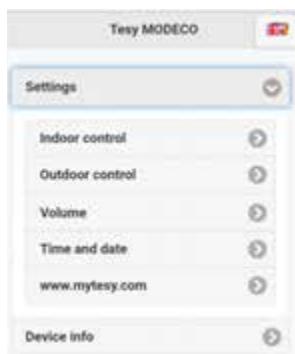 Tesy MODECO
Settings
Indoor control
Outdoor control
Volume
Time and date
www.mytesy.com
Device info